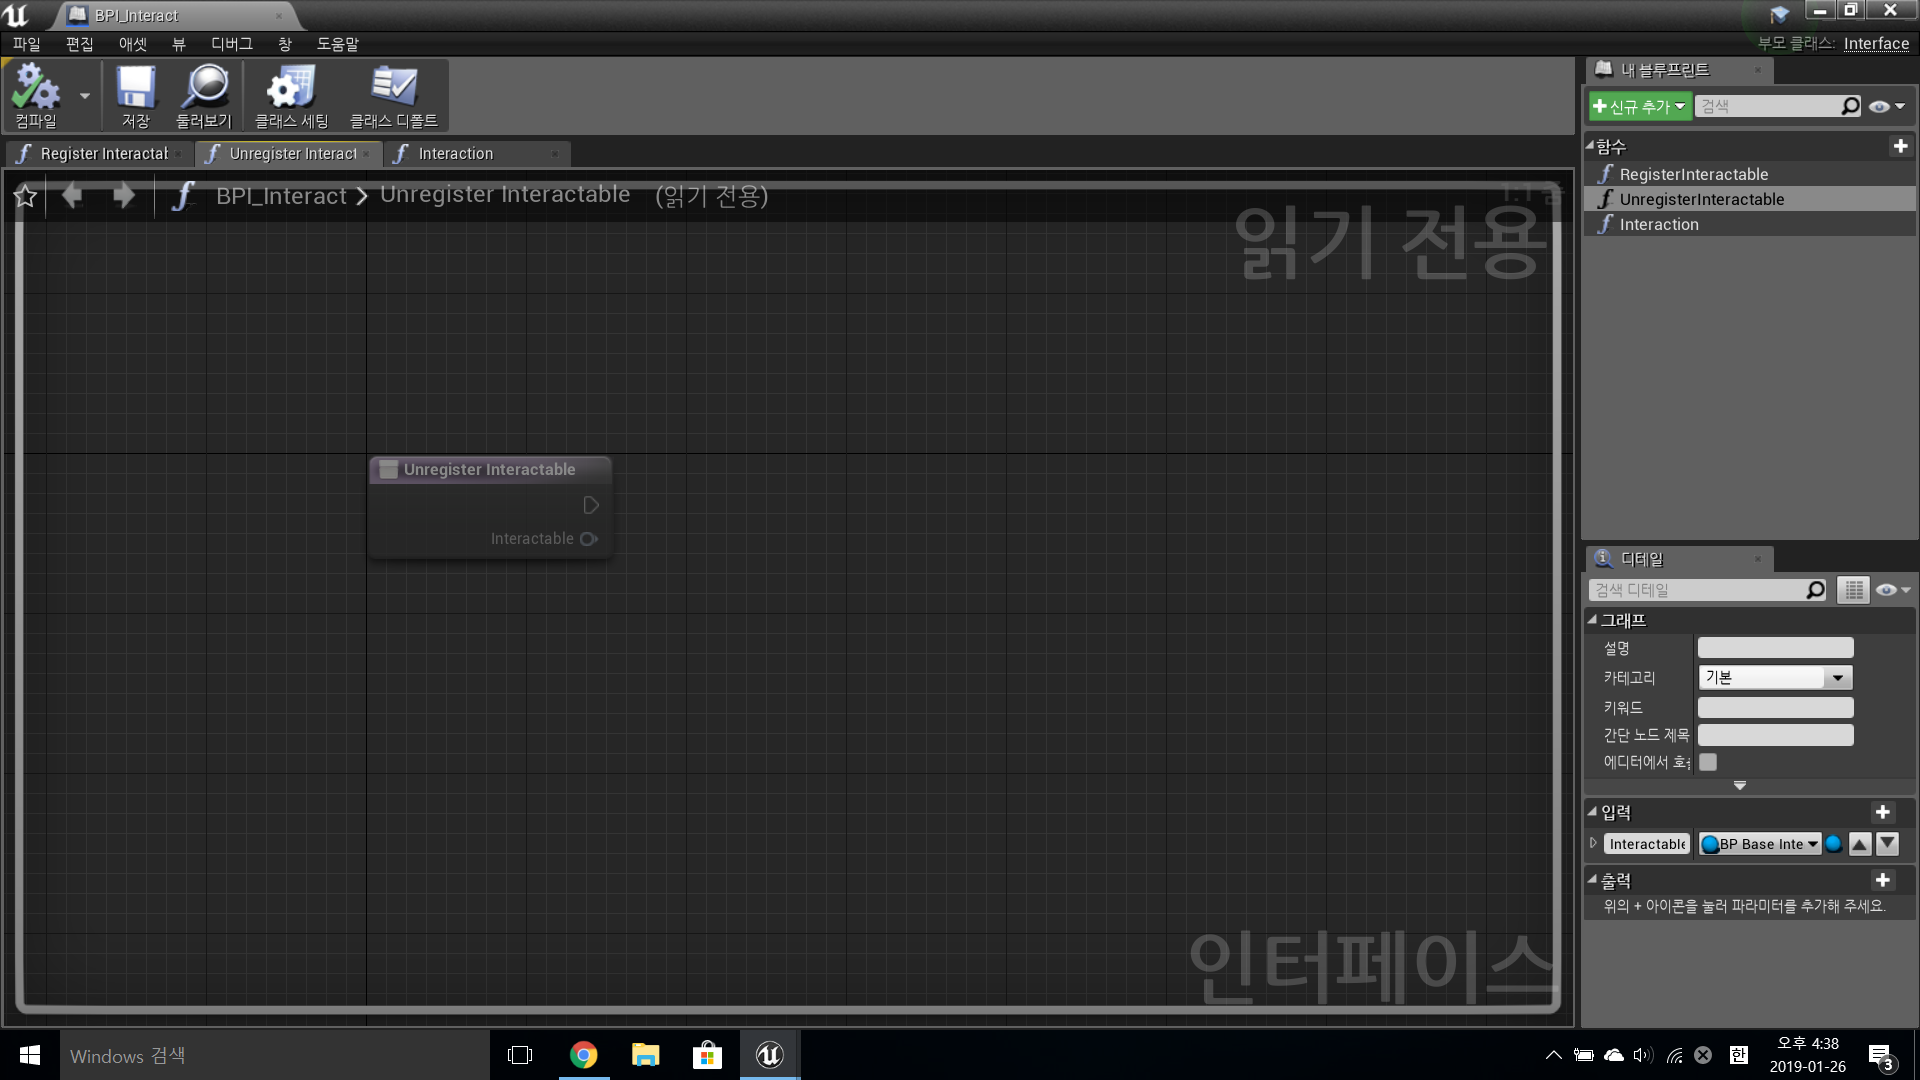 BPI_Interact
파일 편집 애셋 뷰 디버그 창 도움말
부모 클래스: Interface
컴파일 저장 둘러보기 클래스 세팅 클래스 디폴트
내 블루프린트
신규 추가 검색
Register Interactal Unregister Interact Interaction
함수
RegisterInteractable
UnregisterInteractable
Interaction
BPI_Interact Unregister Interactable (읽기 전용)
1:1 줌
읽기 전용
Unregister Interactable
Interactable
디테일
검색 디테일
그래프
설명
카테고리 기본
키워드
간단 노드 제목
에디터에서
입력
Interactable BP Base Inte
출력
위의 + 아이콘을 눌러 파라미터를 추가해 주세요.
인터페이스
Windows 검색
한
오후 4:38
2019-01-26
3